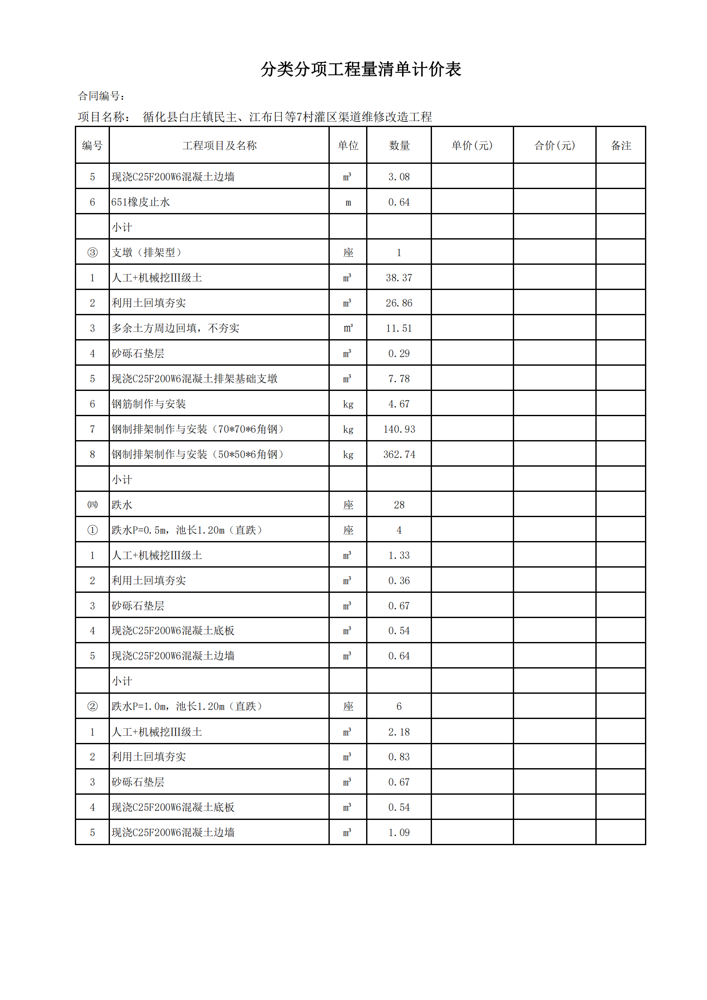 分类分项工程量清单计价表
合同编号：
项目名称： 循化县白庄镇民主、江布日等7村灌区渠道维修改造工程
编号 工程项目及名称 单位 数量 单价(元) 合价(元) 备注
5 现浇C25F200W6混凝土边墙 m³ 3.08
6 651橡皮止水 m 0.64
小计
③ 支墩（排架型） 座 1
1 人工+机械挖Ⅲ级土 m³ 38.37
2 利用土回填夯实 m³ 26.86
3 多余土方周边回填，不夯实 m² 11.51
4 砂砾石垫层 m³ 0.29
5 现浇C25F200W6混凝土排架基础支墩 m³ 7.78
6 钢筋制作与安装 kg 4.67
7 钢制排架制作与安装（70*70*6角钢） kg 140.93
8 钢制排架制作与安装（50*50*6角钢） kg 362.74
小计
㈣ 跌水 座 28
① 跌水P=0.5m，池长1.20m（直跌） 座 4
1 人工+机械挖Ⅲ级土 m³ 1.33
2 利用土回填夯实 m³ 0.36
3 砂砾石垫层 m³ 0.67
4 现浇C25F200W6混凝土底板 m³ 0.54
5 现浇C25F200W6混凝土边墙 m³ 0.64
小计
② 跌水P=1.0m，池长1.20m（直跌） 座 6
1 人工+机械挖Ⅲ级土 m³ 2.18
2 利用土回填夯实 m³ 0.83
3 砂砾石垫层 m³ 0.67
4 现浇C25F200W6混凝土底板 m³ 0.54
5 现浇C25F200W6混凝土边墙 m³ 1.09